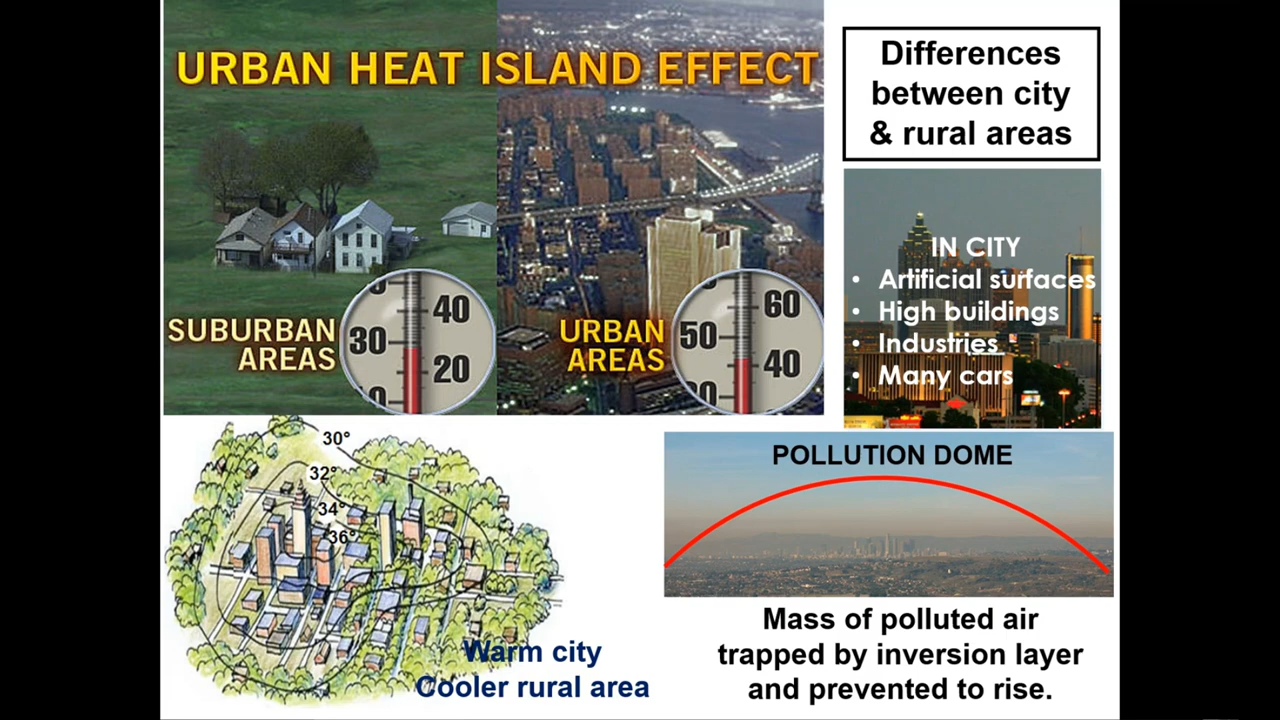 URBAN HEAT ISLAND EFFECT
SUBURBAN
AREAS
40
30
20
URBAN
AREAS
60
50
40
Differences
between city
& rural areas
IN CITY
• Artificial surfaces
• High buildings
• Industries
• Many cars
30°
32°
34°
36°
Warm city
Cooler rural area
POLLUTION DOME
Mass of polluted air
trapped by inversion layer
and prevented to rise.